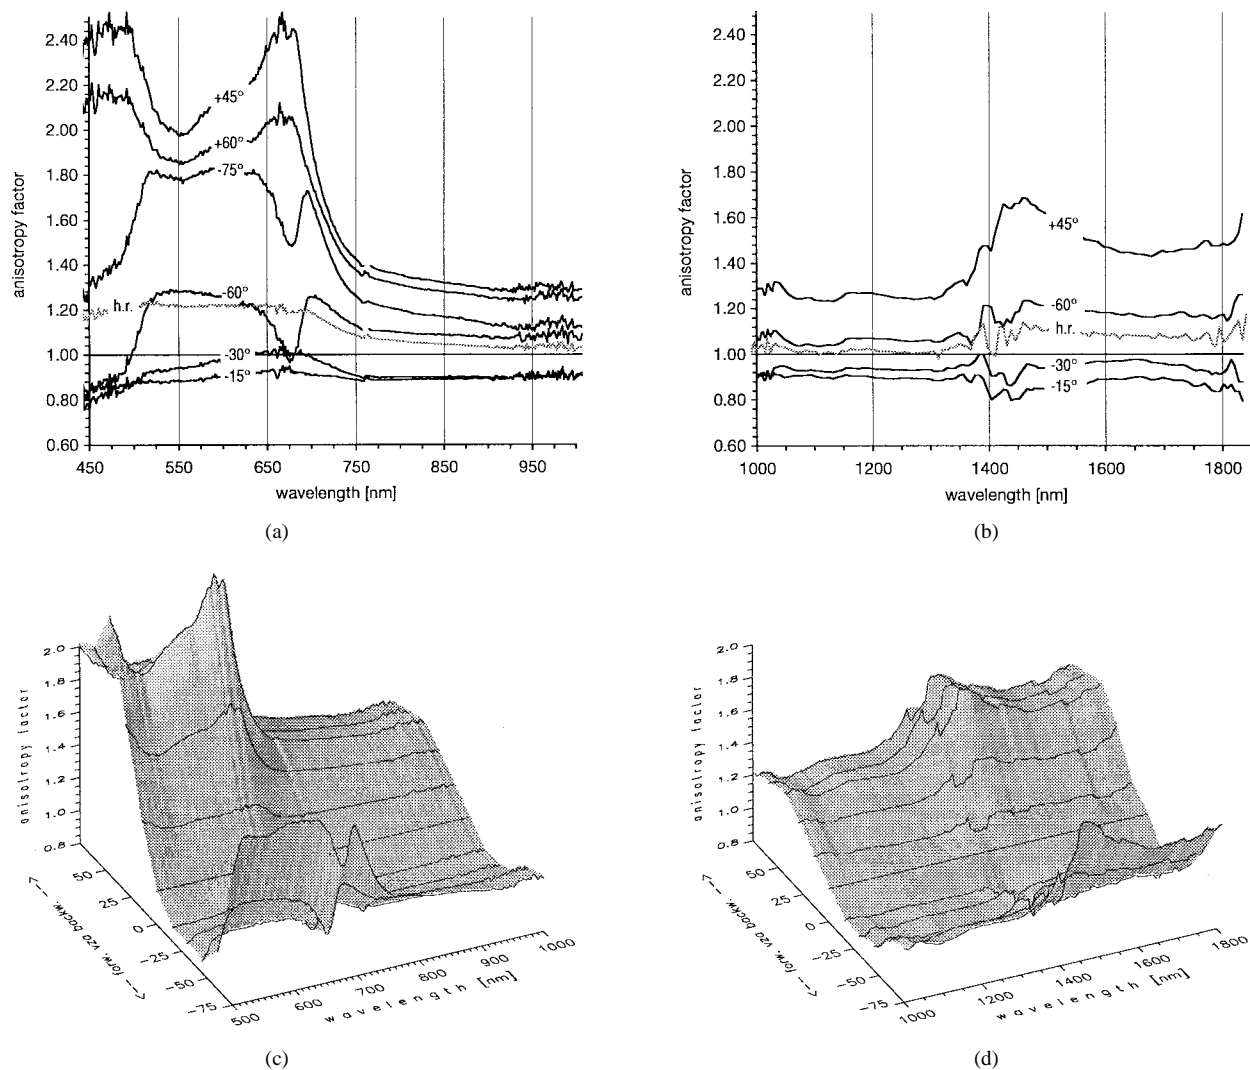 2.40
2.20
2.00
1.80
1.60
1.40
1.20
1.00
0.80
0.60
anisotropy factor
+45°
+60°
-75°
-60°
h.r.
-30°
-15°
450 550 650 750 850 950
wavelength [nm]
(a)
2.40
2.20
2.00
1.80
1.60
1.40
1.20
1.00
0.80
0.60
anisotropy factor
+45°
-60°
h.r.
-30°
-15°
1000 1200 1400 1600 1800
wavelength [nm]
(b)
2.0
1.8
1.6
1.4
1.2
1.0
0.8
anisotropy factor
50
25
0
-25
-50
-75
<--- forw. vza backw. --->
500 600 700 800 900 1000
wavelength [nm]
(c)
2.0
1.8
1.6
1.4
1.2
1.0
0.8
anisotropy factor
50
25
0
-25
-50
-75
<--- forw. vza backw. --->
1000 1200 1400 1600 1800
wavelength [nm]
(d)